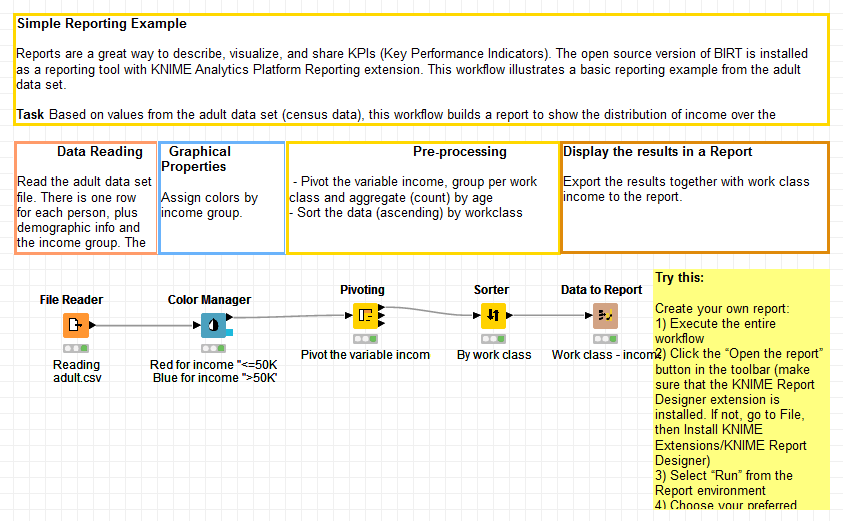 Simple Reporting Example
Reports are a great way to describe, visualize, and share KPIs (Key Performance Indicators). The open source version of BIRT is installed
as a reporting tool with KNIME Analytics Platform Reporting extension. This workflow illustrates a basic reporting example from the adult
data set.
Task Based on values from the adult data set (census data), this workflow builds a report to show the distribution of income over the
Data Reading
Read the adult data set
file. There is one row
for each person, plus
demographic info and
the income group. The
Graphical
Properties
Assign colors by
income group.
Pre-processing
- Pivot the variable income, group per work
class and aggregate (count) by age
- Sort the data (ascending) by workclass
Display the results in a Report
Export the results together with work class
income to the report.
File Reader
Reading
adult.csv
Color Manager
Red for income "<=50K
Blue for income ">50K"
Pivoting
Pivot the variable incom
Sorter
By work class
Data to Report
Work class - income
Try this:
Create your own report:
1) Execute the entire
workflow
2) Click the “Open the report”
button in the toolbar (make
sure that the KNIME Report
Designer extension is
installed. If not, go to File,
then Install KNIME
Extensions/KNIME Report
Designer)
3) Select “Run” from the
Report environment
4) Choose your preferred